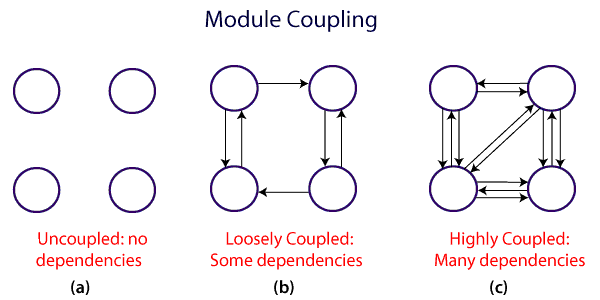 Module Coupling
Uncoupled: no
dependencies
(a)
Loosely Coupled:
Some dependencies
(b)
Highly Coupled:
Many dependencies
(c)